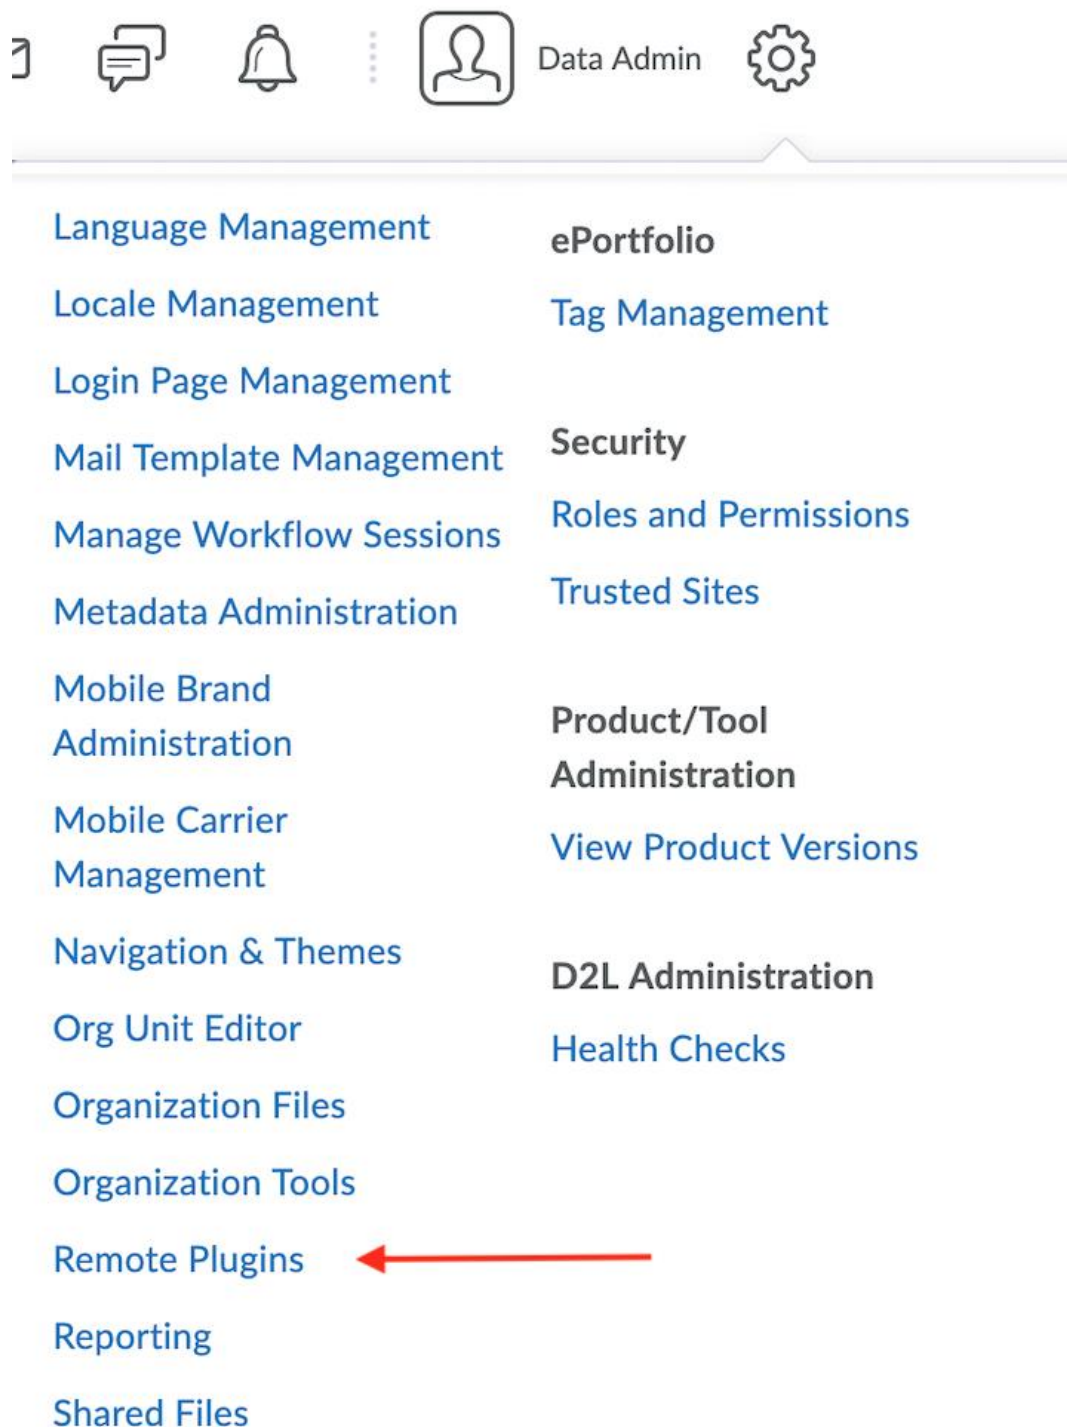 Data Admin
Language Management
Locale Management
Login Page Management
Mail Template Management
Manage Workflow Sessions
Metadata Administration
Mobile Brand
Administration
Mobile Carrier
Management
Navigation & Themes
Org Unit Editor
Organization Files
Organization Tools
Remote Plugins
Reporting
Shared Files
ePortfolio
Tag Management
Security
Roles and Permissions
Trusted Sites
Product/Tool
Administration
View Product Versions
D2L Administration
Health Checks